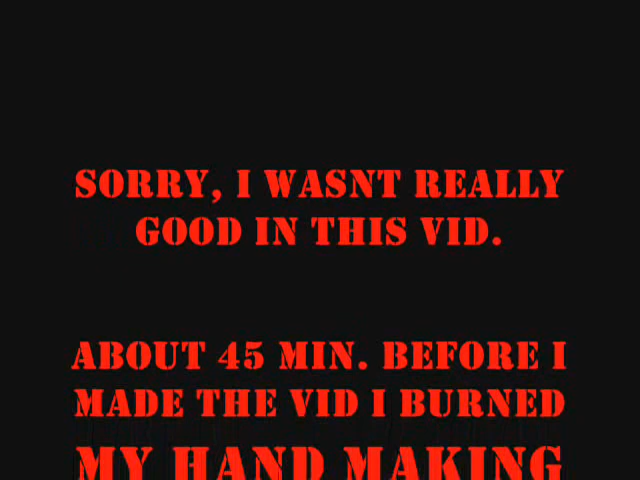 SORRY, I WASNT REALLY
GOOD IN THIS VID.
ABOUT 45 MIN. BEFORE I
MADE THE VID I BURNED
MY HAND MAKING